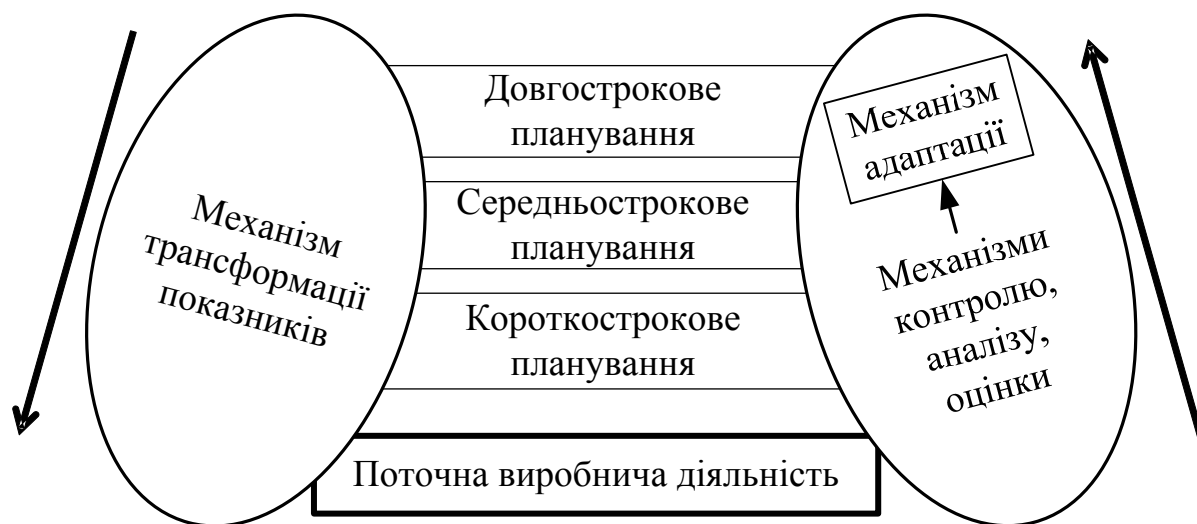 Довгострокове
планування
Середньострокове
планування
Короткострокове
планування
Поточна виробнича діяльність
Механізм
трансформації
показників
Механізм
адаптації
Механізми
контролю,
аналізу,
оцінки